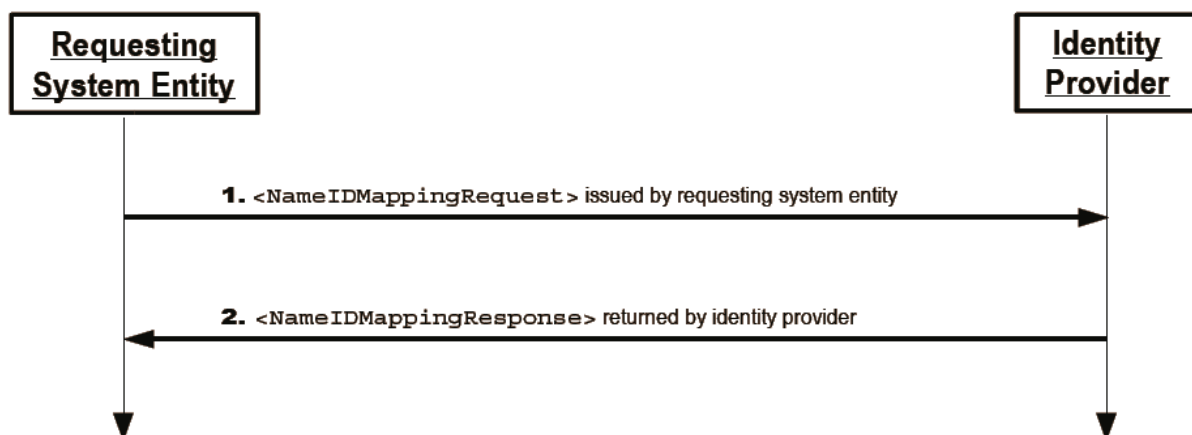 Requesting
System Entity
Identity
Provider
1. <NameIDMappingRequest> issued by requesting system entity
2. <NameIDMappingResponse> returned by identity provider